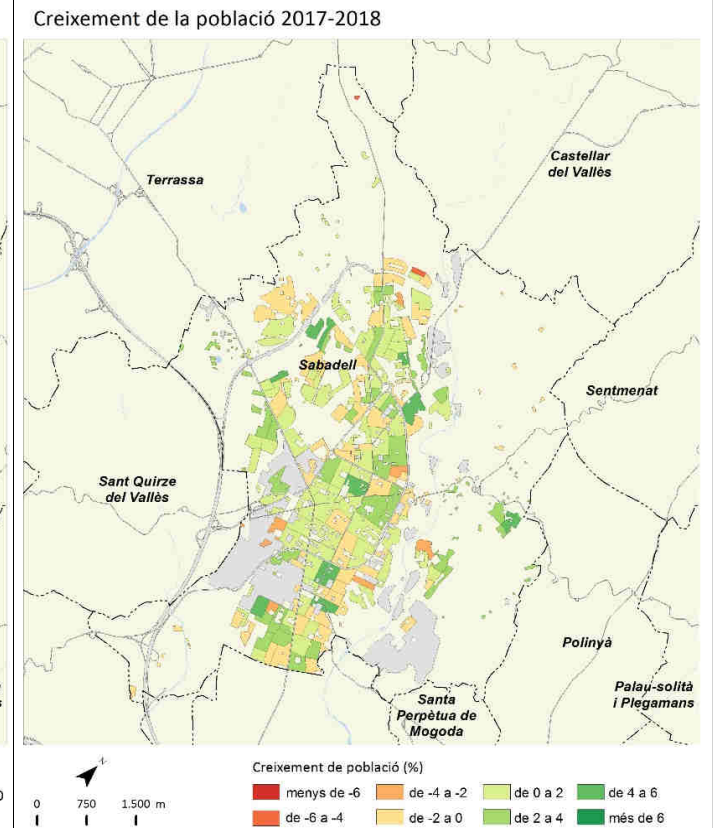 Creixement de la població 2017-2018
Castellar
del Vallès
Terrassa
Sabadell
Sentmenat
Sant Quirze
del Vallès
Polinyà
Palau-solità
i Plegamans
Santa
Perpètua de
Mogoda
N
0 750 1.500 m
Creixement de població (%)
menys de -6 de -4 a -2 de 0 a 2 de 4 a 6
de -6 a -4 de -2 a 0 de 2 a 4 més de 6